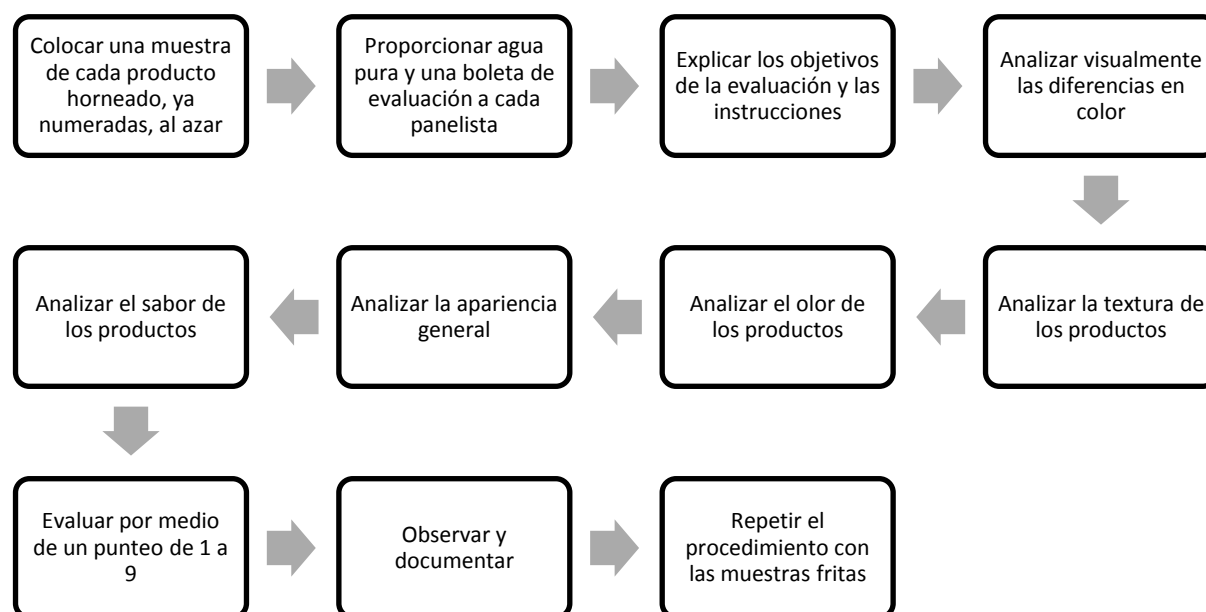 Colocar una muestra
de cada producto
horneado, ya
numeradas, al azar
Proporcionar agua
pura y una boleta de
evaluación a cada
panelista
Explicar los objetivos
de la evaluación y las
instrucciones
Analizar visualmente
las diferencias en
color
Analizar la textura de
los productos
Analizar el olor de
los productos
Analizar la apariencia
general
Analizar el sabor de
los productos
Evaluar por medio
de un punteo de 1 a
9
Observar y
documentar
Repetir el
procedimiento con
las muestras fritas